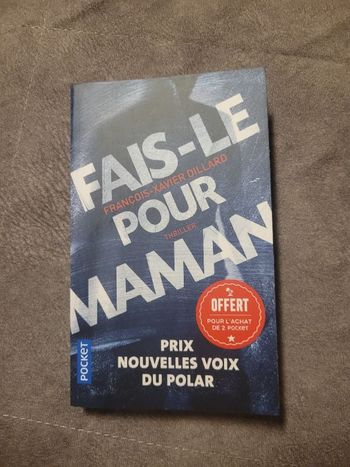 FAIS-LE
FRANÇOIS-XAVIER DILLARD
POUR
THRILLER
MAMAN
OFFERT
POUR L'ACHAT
DE 2 POCKET
PRIX
NOUVELLES VOIX
DU POLAR
POCKET